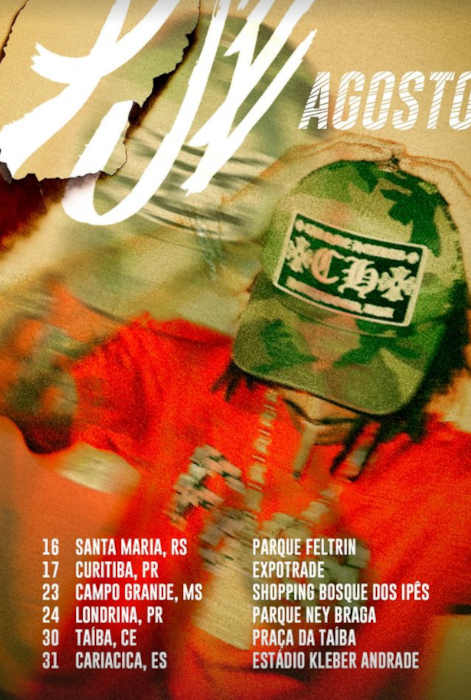 AGOSTO
CH
16 SANTA MARIA, RS PARQUE FELTRIN
17 CURITIBA, PR EXPOTRADE
23 CAMPO GRANDE, MS SHOPPING BOSQUE DOS IPÊS
24 LONDRINA, PR PARQUE NEY BRAGA
30 TAÍBA, CE PRAÇA DA TAÍBA
31 CARIACICA, ES ESTÁDIO KLEBER ANDRADE